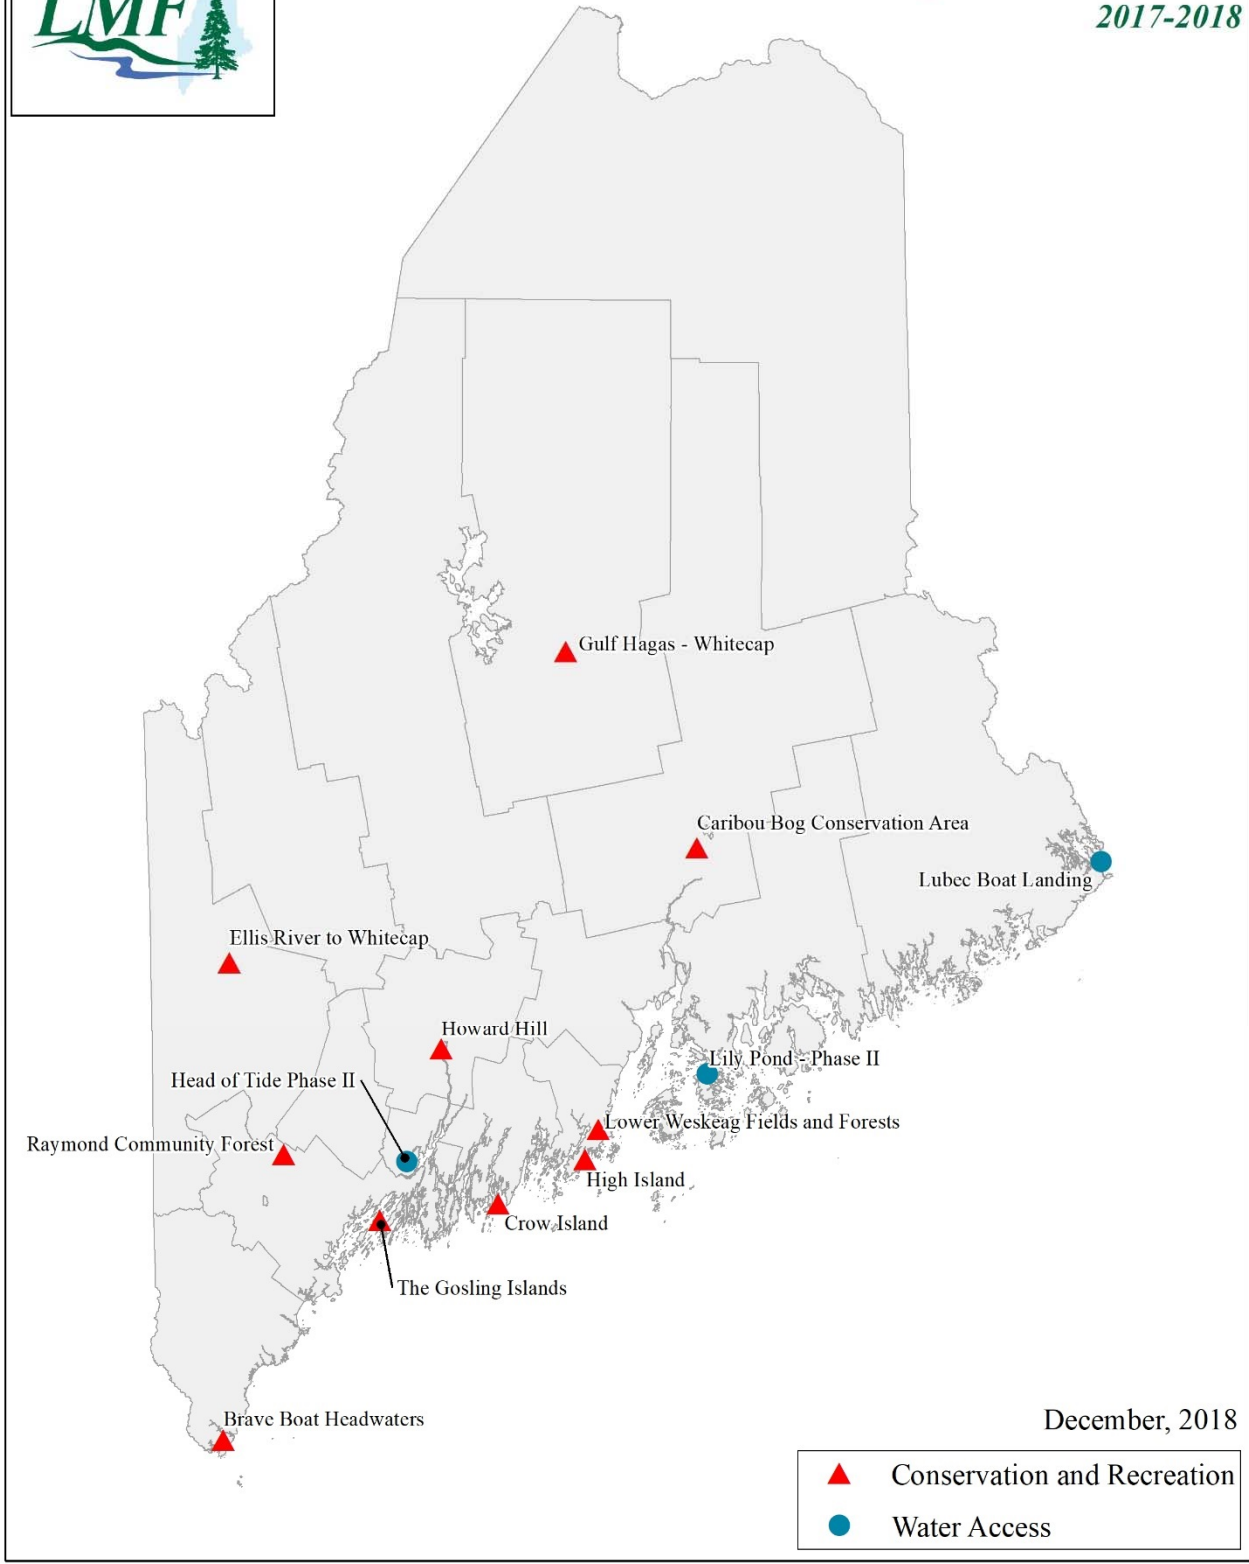 LMF
2017-2018
Gulf Hagas - Whitecap
Caribou Bog Conservation Area
Lubec Boat Landing
Ellis River to Whitecap
Howard Hill
Lily Pond - Phase II
Head of Tide Phase II
Lower Weskeag Fields and Forests
Raymond Community Forest
High Island
Crow Island
The Gosling Islands
Brave Boat Headwaters
December, 2018
Conservation and Recreation
Water Access